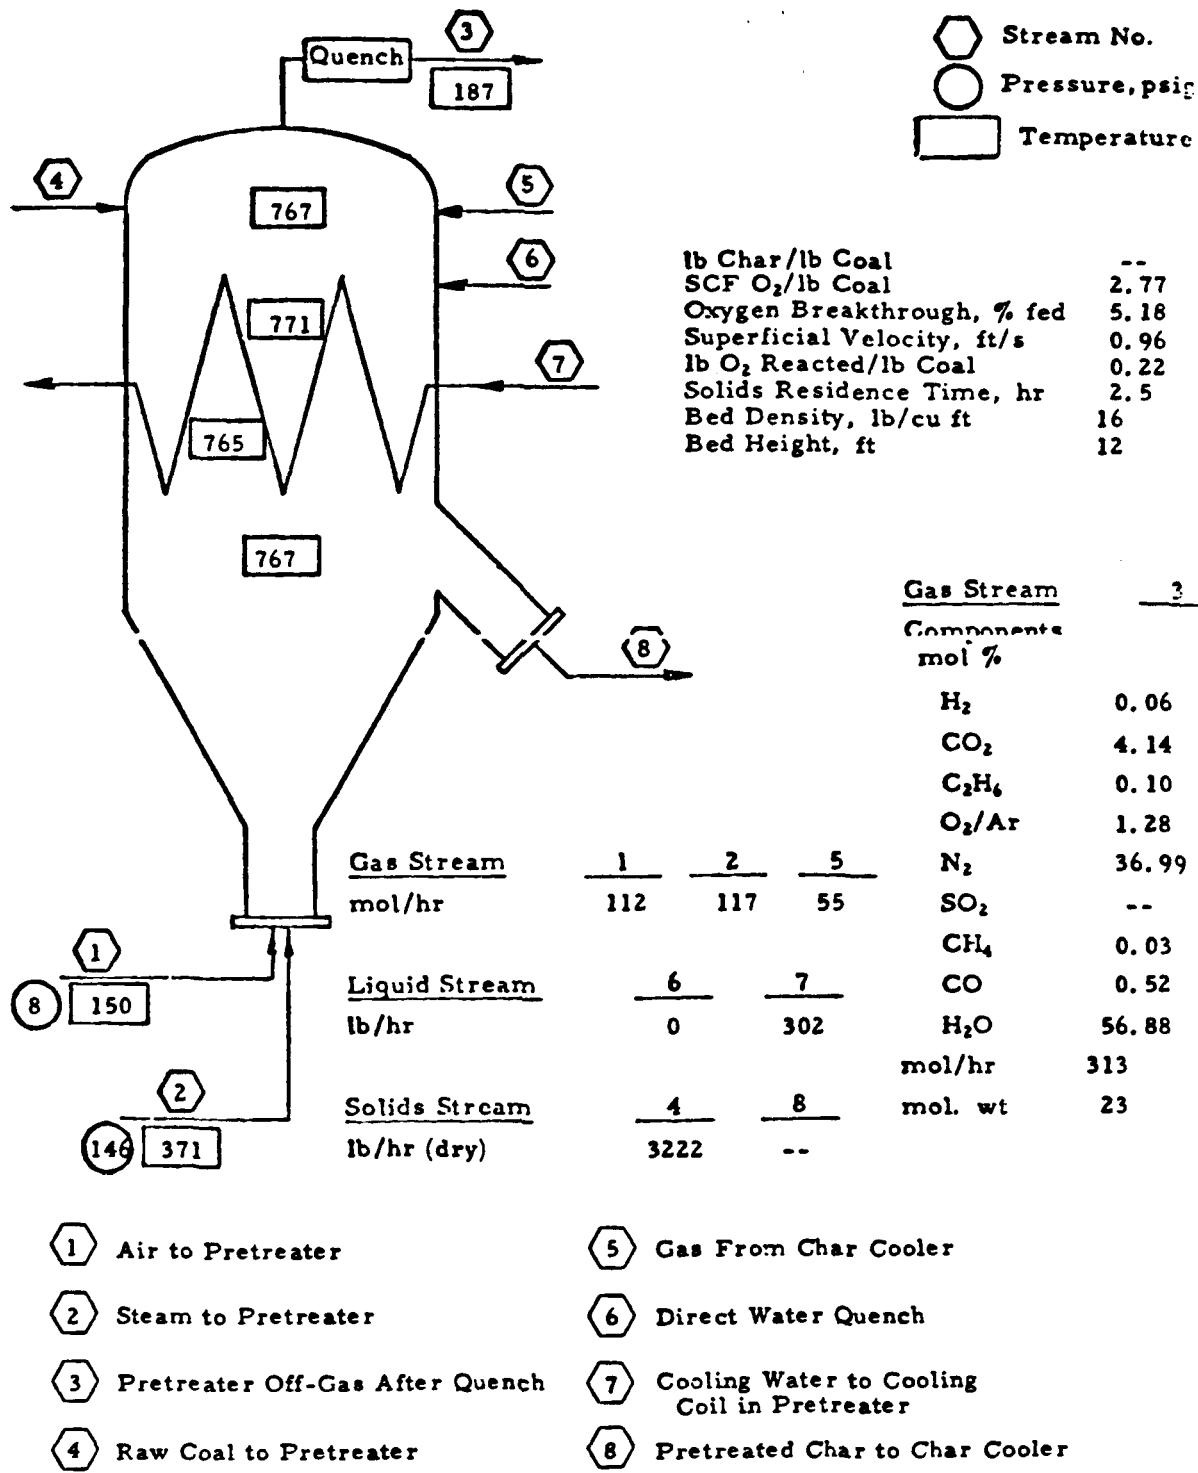 3
Quench
187
Stream No.
Pressure, psig
Temperature
4
767
5
6
771
7
765
767
8
lb Char/lb Coal --
SCF O₂/lb Coal 2.77
Oxygen Breakthrough, % fed 5.18
Superficial Velocity, ft/s 0.96
lb O₂ Reacted/lb Coal 0.22
Solids Residence Time, hr 2.5
Bed Density, lb/cu ft 16
Bed Height, ft 12
Gas Stream 3
Components
mol %
H₂ 0.06
CO₂ 4.14
C₂H₆ 0.10
O₂/Ar 1.28
N₂ 36.99
SO₂ --
CH₄ 0.03
CO 0.52
H₂O 56.88
mol/hr 313
mol. wt 23
Gas Stream 1 2 5
mol/hr 112 117 55
Liquid Stream 6 7
lb/hr 0 302
Solids Stream 4 8
lb/hr (dry) 3222 --
1
8 150
2
146 371
1 Air to Pretreater
2 Steam to Pretreater
3 Pretreater Off-Gas After Quench
4 Raw Coal to Pretreater
5 Gas From Char Cooler
6 Direct Water Quench
7 Cooling Water to Cooling
Coil in Pretreater
8 Pretreated Char to Char Cooler